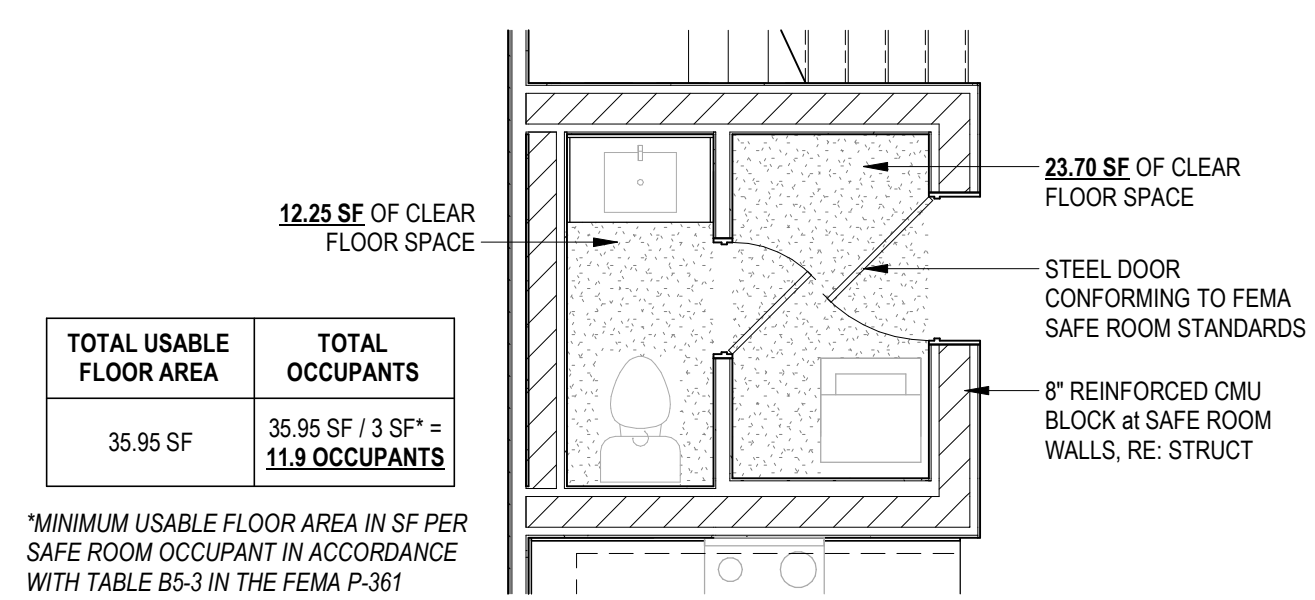 12.25 SF OF CLEAR
FLOOR SPACE
23.70 SF OF CLEAR
FLOOR SPACE
STEEL DOOR
CONFORMING TO FEMA
SAFE ROOM STANDARDS
8" REINFORCED CMU
BLOCK at SAFE ROOM
WALLS, RE: STRUCT
TOTAL USABLE
FLOOR AREA
TOTAL
OCCUPANTS
35.95 SF
35.95 SF / 3 SF* =
11.9 OCCUPANTS
*MINIMUM USABLE FLOOR AREA IN SF PER
SAFE ROOM OCCUPANT IN ACCORDANCE
WITH TABLE B5-3 IN THE FEMA P-361